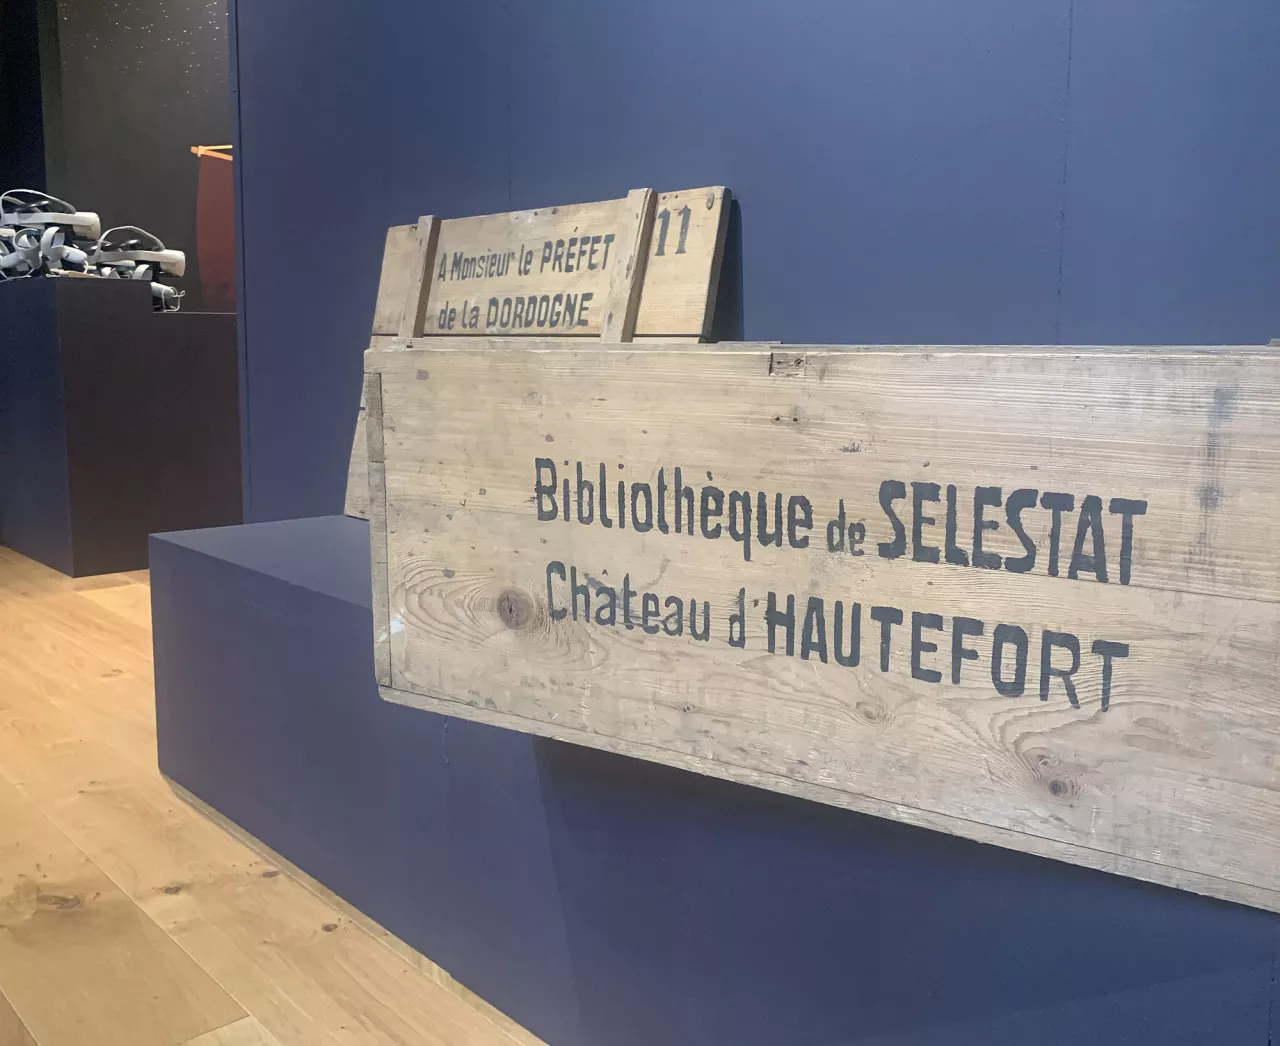 A Monsieur le PRÉFET
de la DORDOGNE
11
Bibliothèque de SELESTAT
Château d'HAUTEFORT